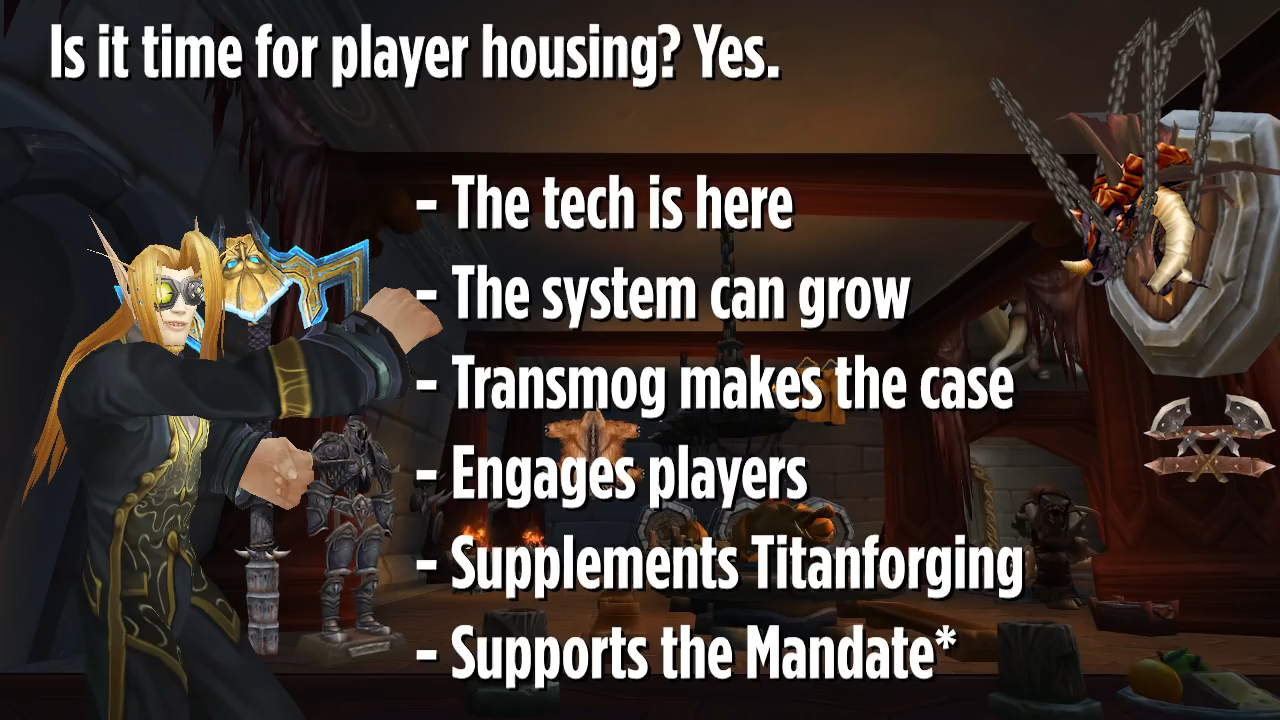 Is it time for player housing? Yes.
- The tech is here
- The system can grow
- Transmog makes the case
- Engages players
- Supplements Titanforging
- Supports the Mandate*